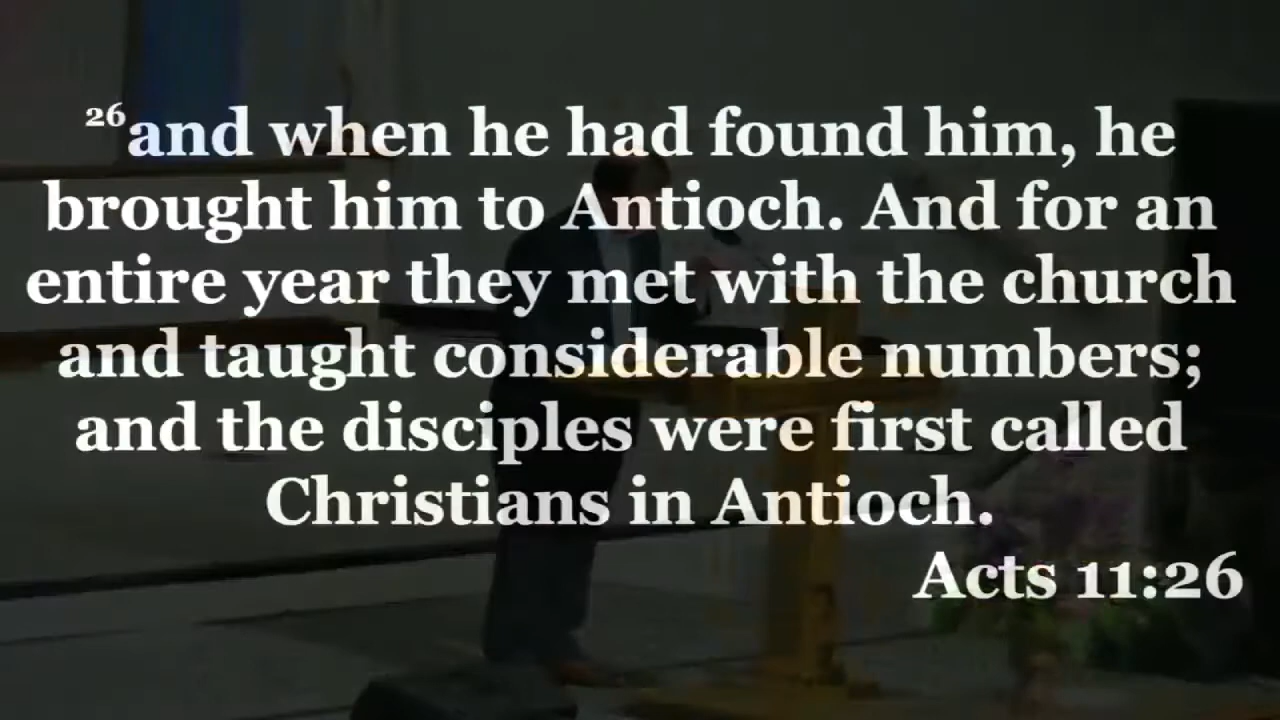 26and when he had found him, he
brought him to Antioch. And for an
entire year they met with the church
and taught considerable numbers;
and the disciples were first called
Christians in Antioch.
Acts 11:26